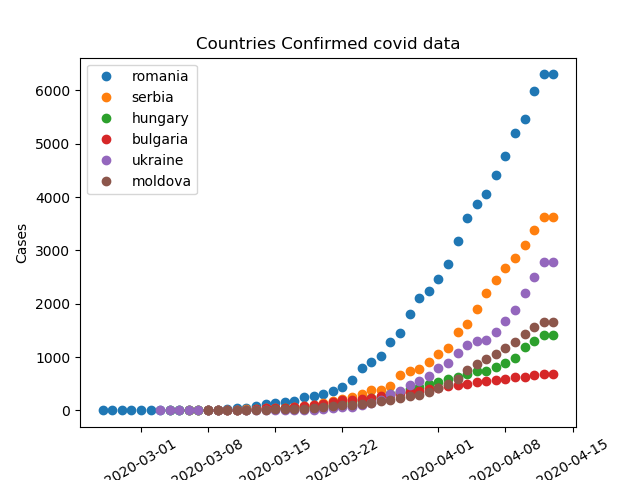 Countries Confirmed covid data
romania
serbia
hungary
bulgaria
ukraine
moldova
Cases
6000
5000
4000
3000
2000
1000
0
2020-03-01
2020-03-08
2020-03-15
2020-03-22
2020-04-01
2020-04-08
2020-04-15